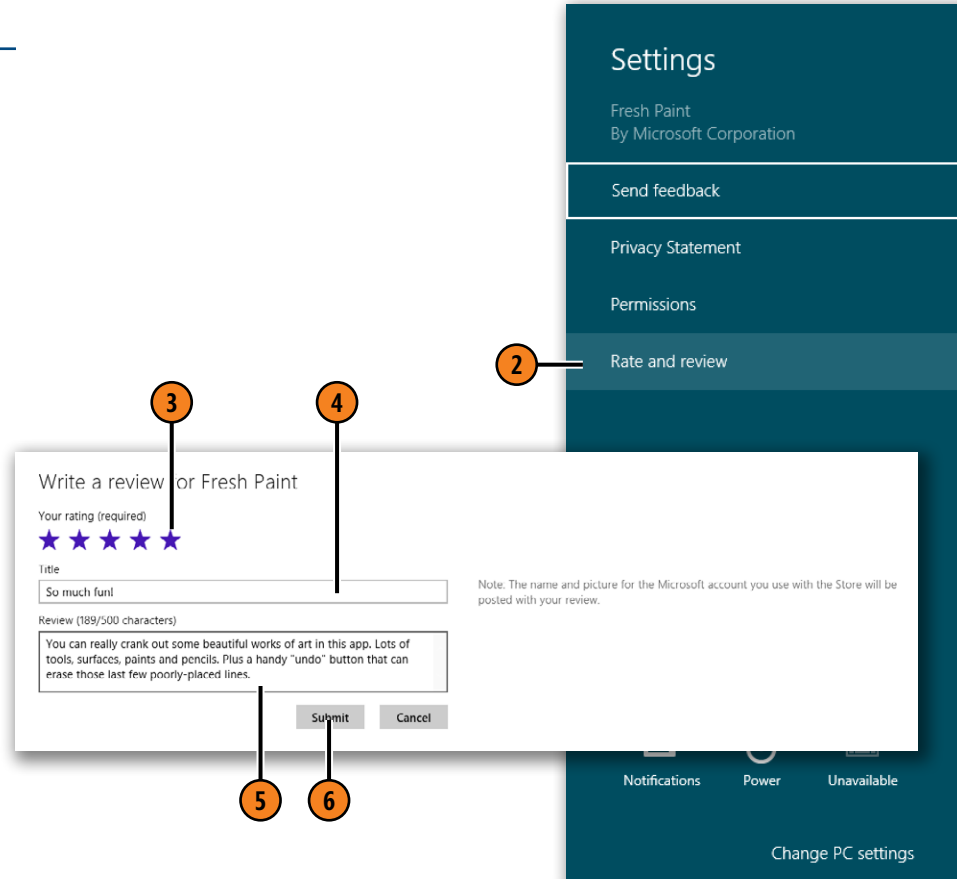 Settings
Fresh Paint
By Microsoft Corporation
Send feedback
Privacy Statement
Permissions
2
Rate and review
3
4
Write a review for Fresh Paint
Your rating (required)
Title
So much fun!
Note: The name and picture for the Microsoft account you use with the Store will be
posted with your review.
Review (189/500 characters)
You can really crank out some beautiful works of art in this app. Lots of
tools, surfaces, paints and pencils. Plus a handy "undo" button that can
erase those last few poorly-placed lines.
Submit
Cancel
5
6
Notifications
Power
Unavailable
Change PC settings